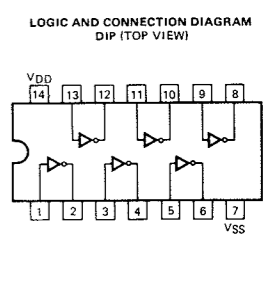 LOGIC AND CONNECTION DIAGRAM
DIP (TOP VIEW)
VDD
14 13 12 11 10 9 8
1 2 3 4 5 6 7
VSS